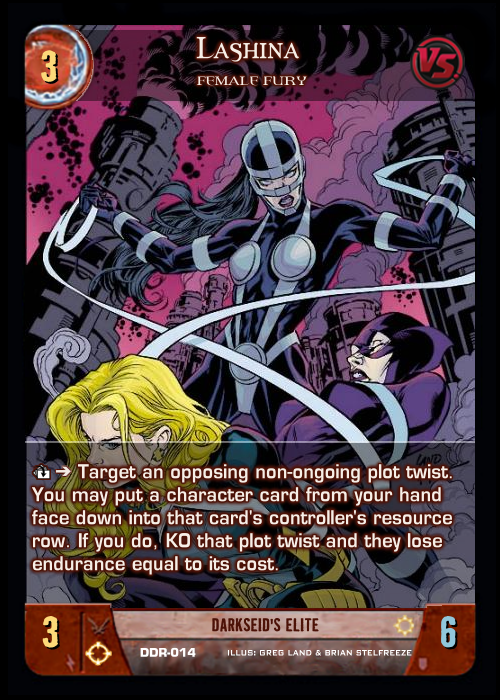 3
Lashina
FEMALE FURY
VS
LAND
➔ Target an opposing non-ongoing plot twist.
You may put a character card from your hand
face down into that card's controller's resource
row. If you do, KO that plot twist and they lose
endurance equal to its cost.
3
DARKSEID'S ELITE
6
DDR-014
ILLUS: GREG LAND & BRIAN STELFREEZE